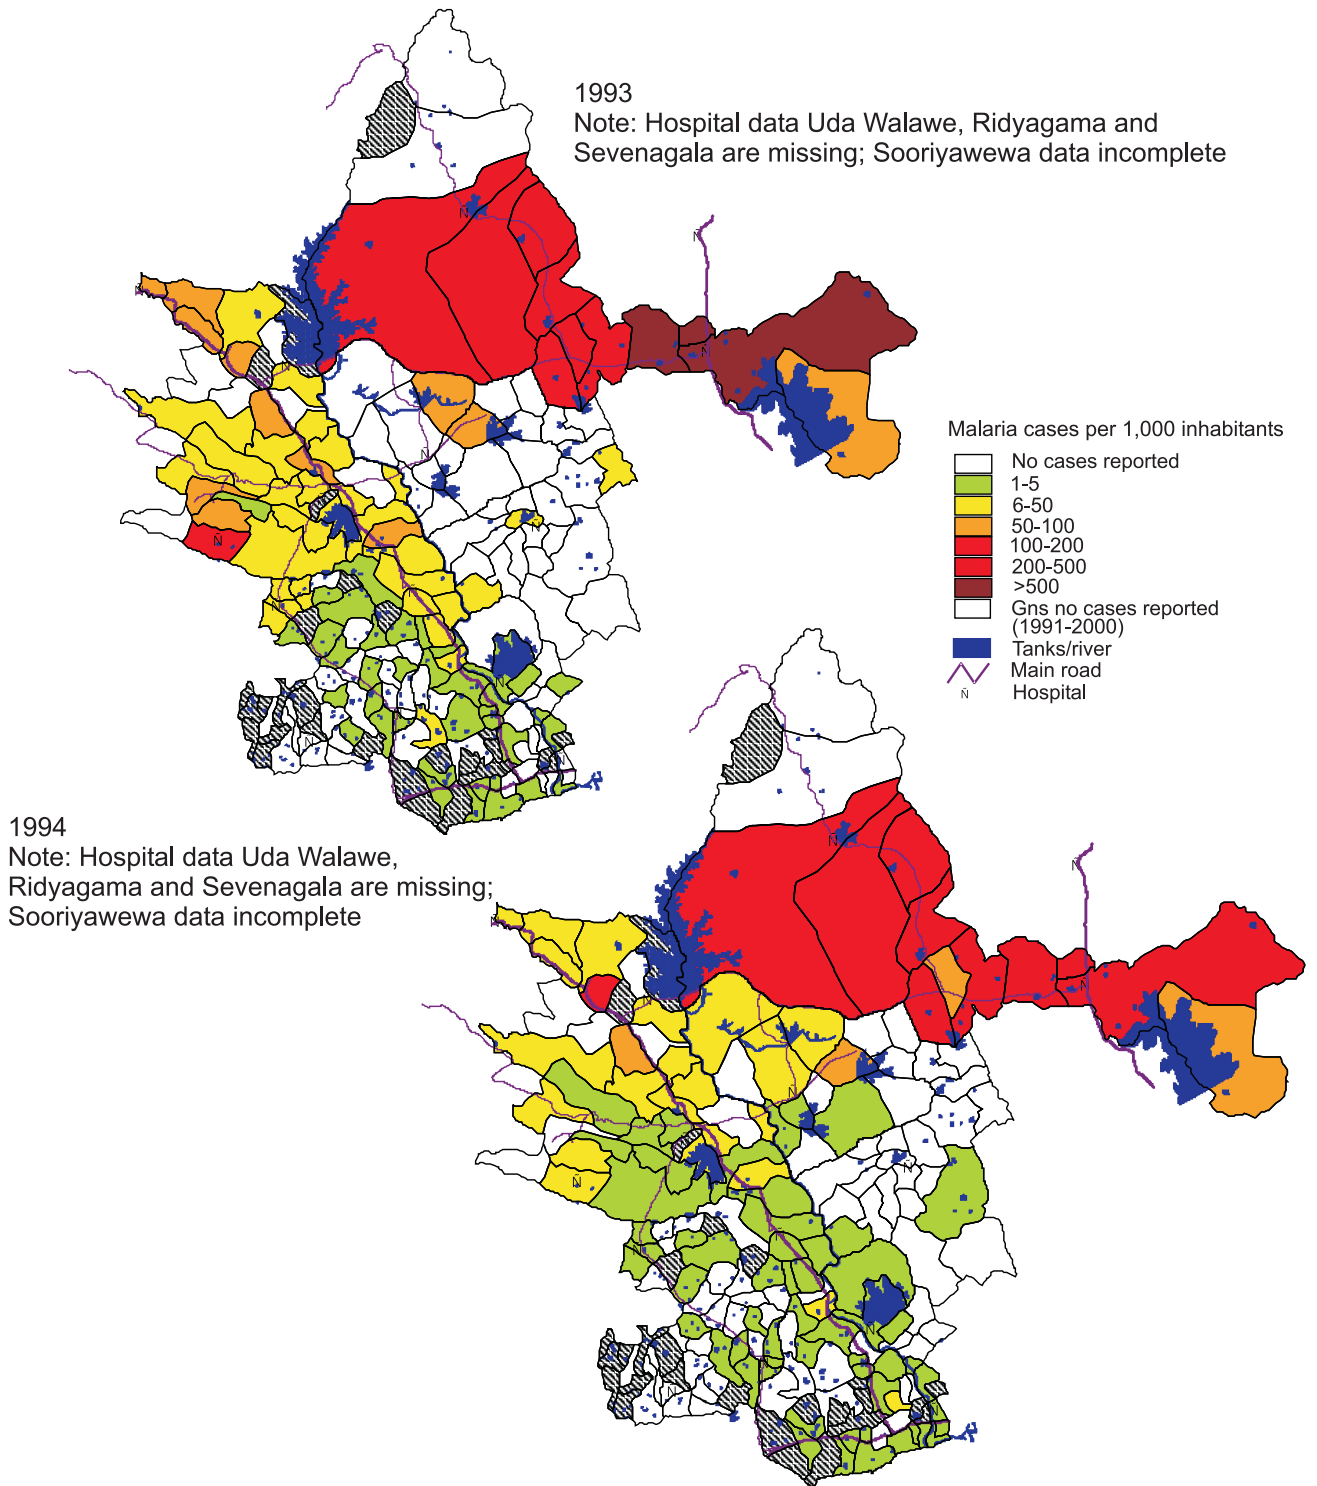 1993
Note: Hospital data Uda Walawe, Ridyagama and
Sevenagala are missing; Sooriyawewa data incomplete
Malaria cases per 1,000 inhabitants
No cases reported
1-5
6-50
50-100
100-200
200-500
>500
Gns no cases reported
(1991-2000)
Tanks/river
Main road
Ñ Hospital
1994
Note: Hospital data Uda Walawe,
Ridyagama and Sevenagala are missing;
Sooriyawewa data incomplete